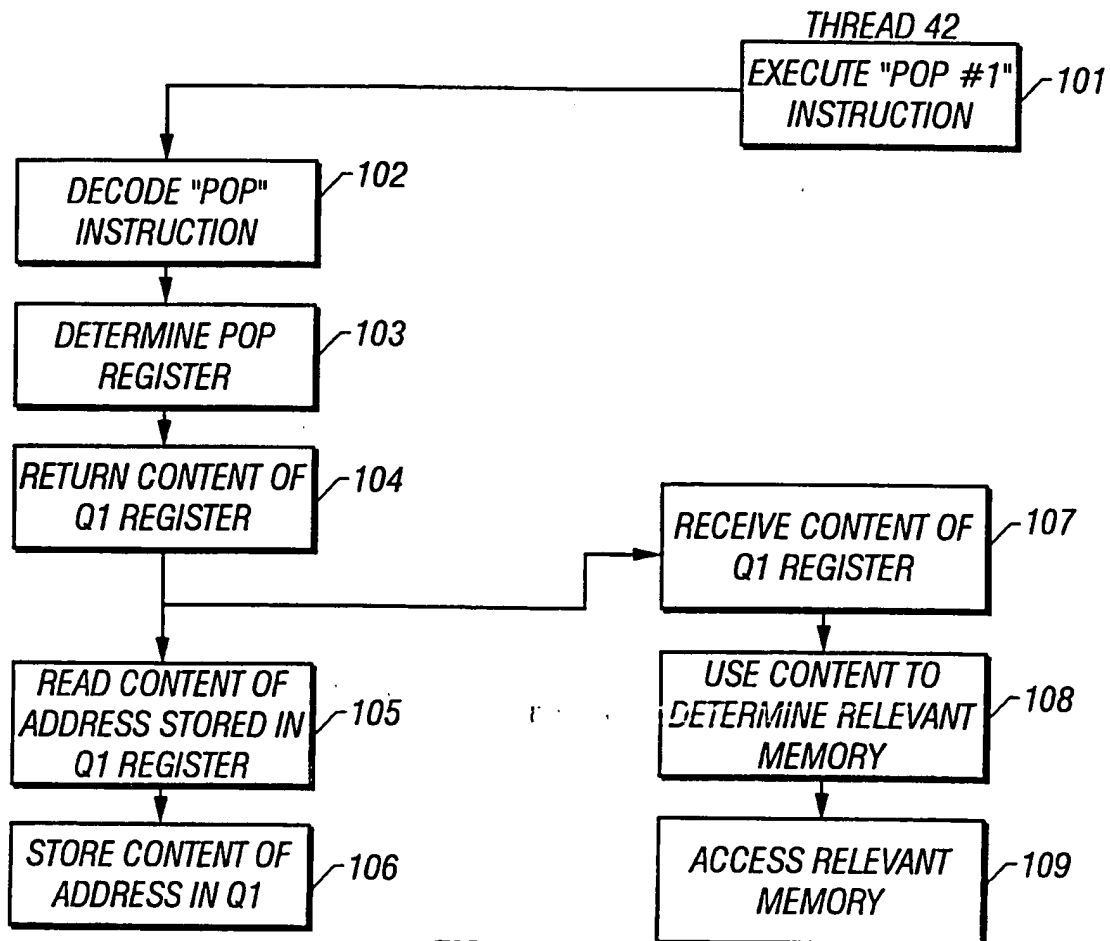 THREAD 42
EXECUTE "POP #1"
INSTRUCTION
101
DECODE "POP"
INSTRUCTION
102
DETERMINE POP
REGISTER
103
RETURN CONTENT OF
Q1 REGISTER
104
READ CONTENT OF
ADDRESS STORED IN
Q1 REGISTER
105
STORE CONTENT OF
ADDRESS IN Q1
106
RECEIVE CONTENT OF
Q1 REGISTER
107
USE CONTENT TO
DETERMINE RELEVANT
MEMORY
108
ACCESS RELEVANT
MEMORY
109